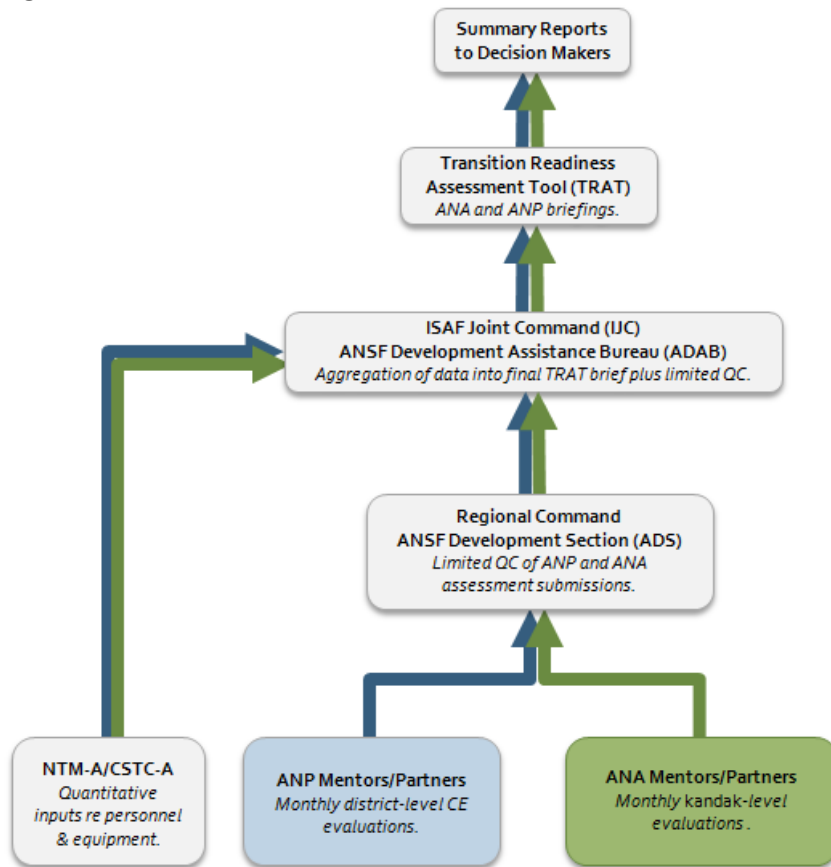 Summary Reports
to Decision Makers
Transition Readiness
Assessment Tool (TRAT)
ANA and ANP briefings.
ISAF Joint Command (IJC)
ANSF Development Assistance Bureau (ADAB)
Aggregation of data into final TRAT brief plus limited QC.
Regional Command
ANSF Development Section (ADS)
Limited QC of ANP and ANA
assessment submissions.
NTM-A/CSTC-A
Quantitative
inputs re personnel
& equipment.
ANP Mentors/Partners
Monthly district-level CE
evaluations.
ANA Mentors/Partners
Monthly kandak-level
evaluations .